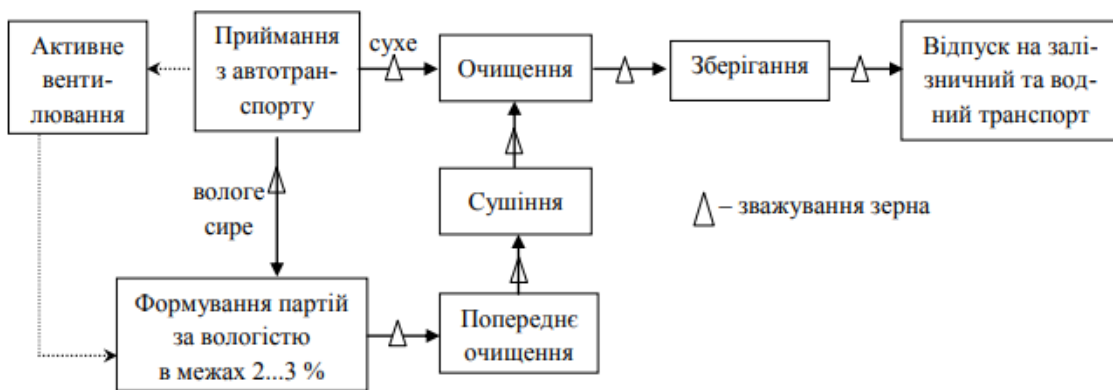 Активне
венти-
лювання
Приймання
з автотран-
спорту
сухе
Очищення
Зберігання
Відпуск на залі-
зничний та вод-
ний транспорт
вологе
сире
Сушіння
– зважування зерна
Формування партій
за вологістю
в межах 2...3 %
Попереднє
очищення